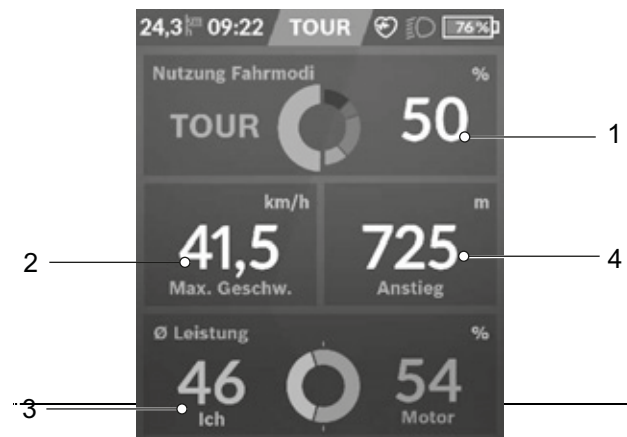 24,3 km/h 09:22 TOUR 76%
Nutzung Fahrmodi %
TOUR 50
1
km/h m
41,5 725
2 4
Max. Geschw. Anstieg
Ø Leistung %
46 54
3
Ich Motor